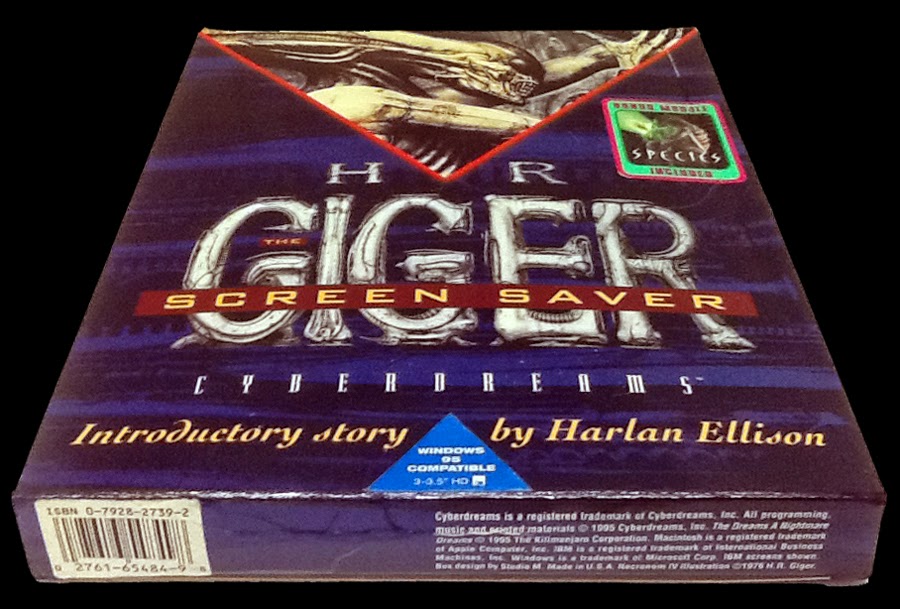 BONUS FLOPPY
SPECIES
INCLUDED
H R
GIGER
THE
SCREEN SAVER
CYBERDREAMS™
Introductory story by Harlan Ellison
WINDOWS
95
COMPATIBLE
3-3.5" HD
ISBN 0-7928-2739-2
0 2761-65484-9 8
Cyberdreams is a registered trademark of Cyberdreams, Inc. All programming,
music and printed materials © 1995 Cyberdreams, Inc. The Dreams A Nightmare
Dreams © 1995 The Kilimanjaro Corporation. Macintosh is a registered trademark
of Apple Computer, Inc. IBM is a registered trademark of International Business
Machines, Inc. Windows is a trademark of Microsoft Corp. IBM screens shown.
Box design by Studio M. Made in U.S.A. Necronom IV illustration ©1976 H.R. Giger.